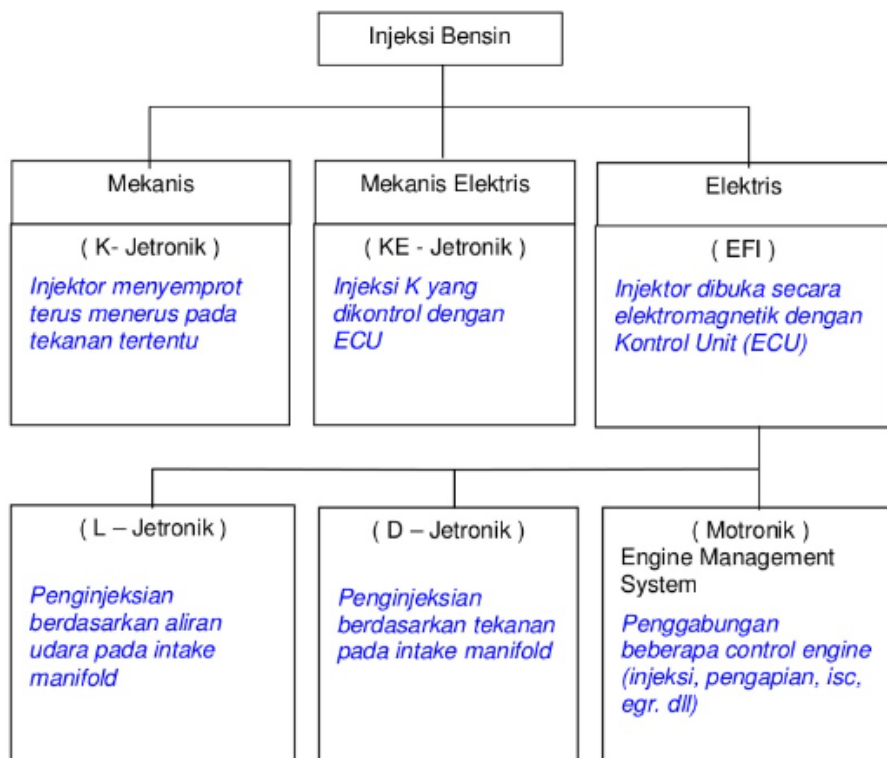 Injeksi Bensin
Mekanis
( K- Jetronik )
Injektor menyemprot
terus menerus pada
tekanan tertentu
Mekanis Elektris
( KE - Jetronik )
Injeksi K yang
dikontrol dengan
ECU
Elektris
( EFI )
Injektor dibuka secara
elektromagnetik dengan
Kontrol Unit (ECU)
( L – Jetronik )
Penginjeksian
berdasarkan aliran
udara pada intake
manifold
( D – Jetronik )
Penginjeksian
berdasarkan tekanan
pada intake manifold
( Motronik )
Engine Management
System
Penggabungan
beberapa control engine
(injeksi, pengapian, isc,
egr. dll)